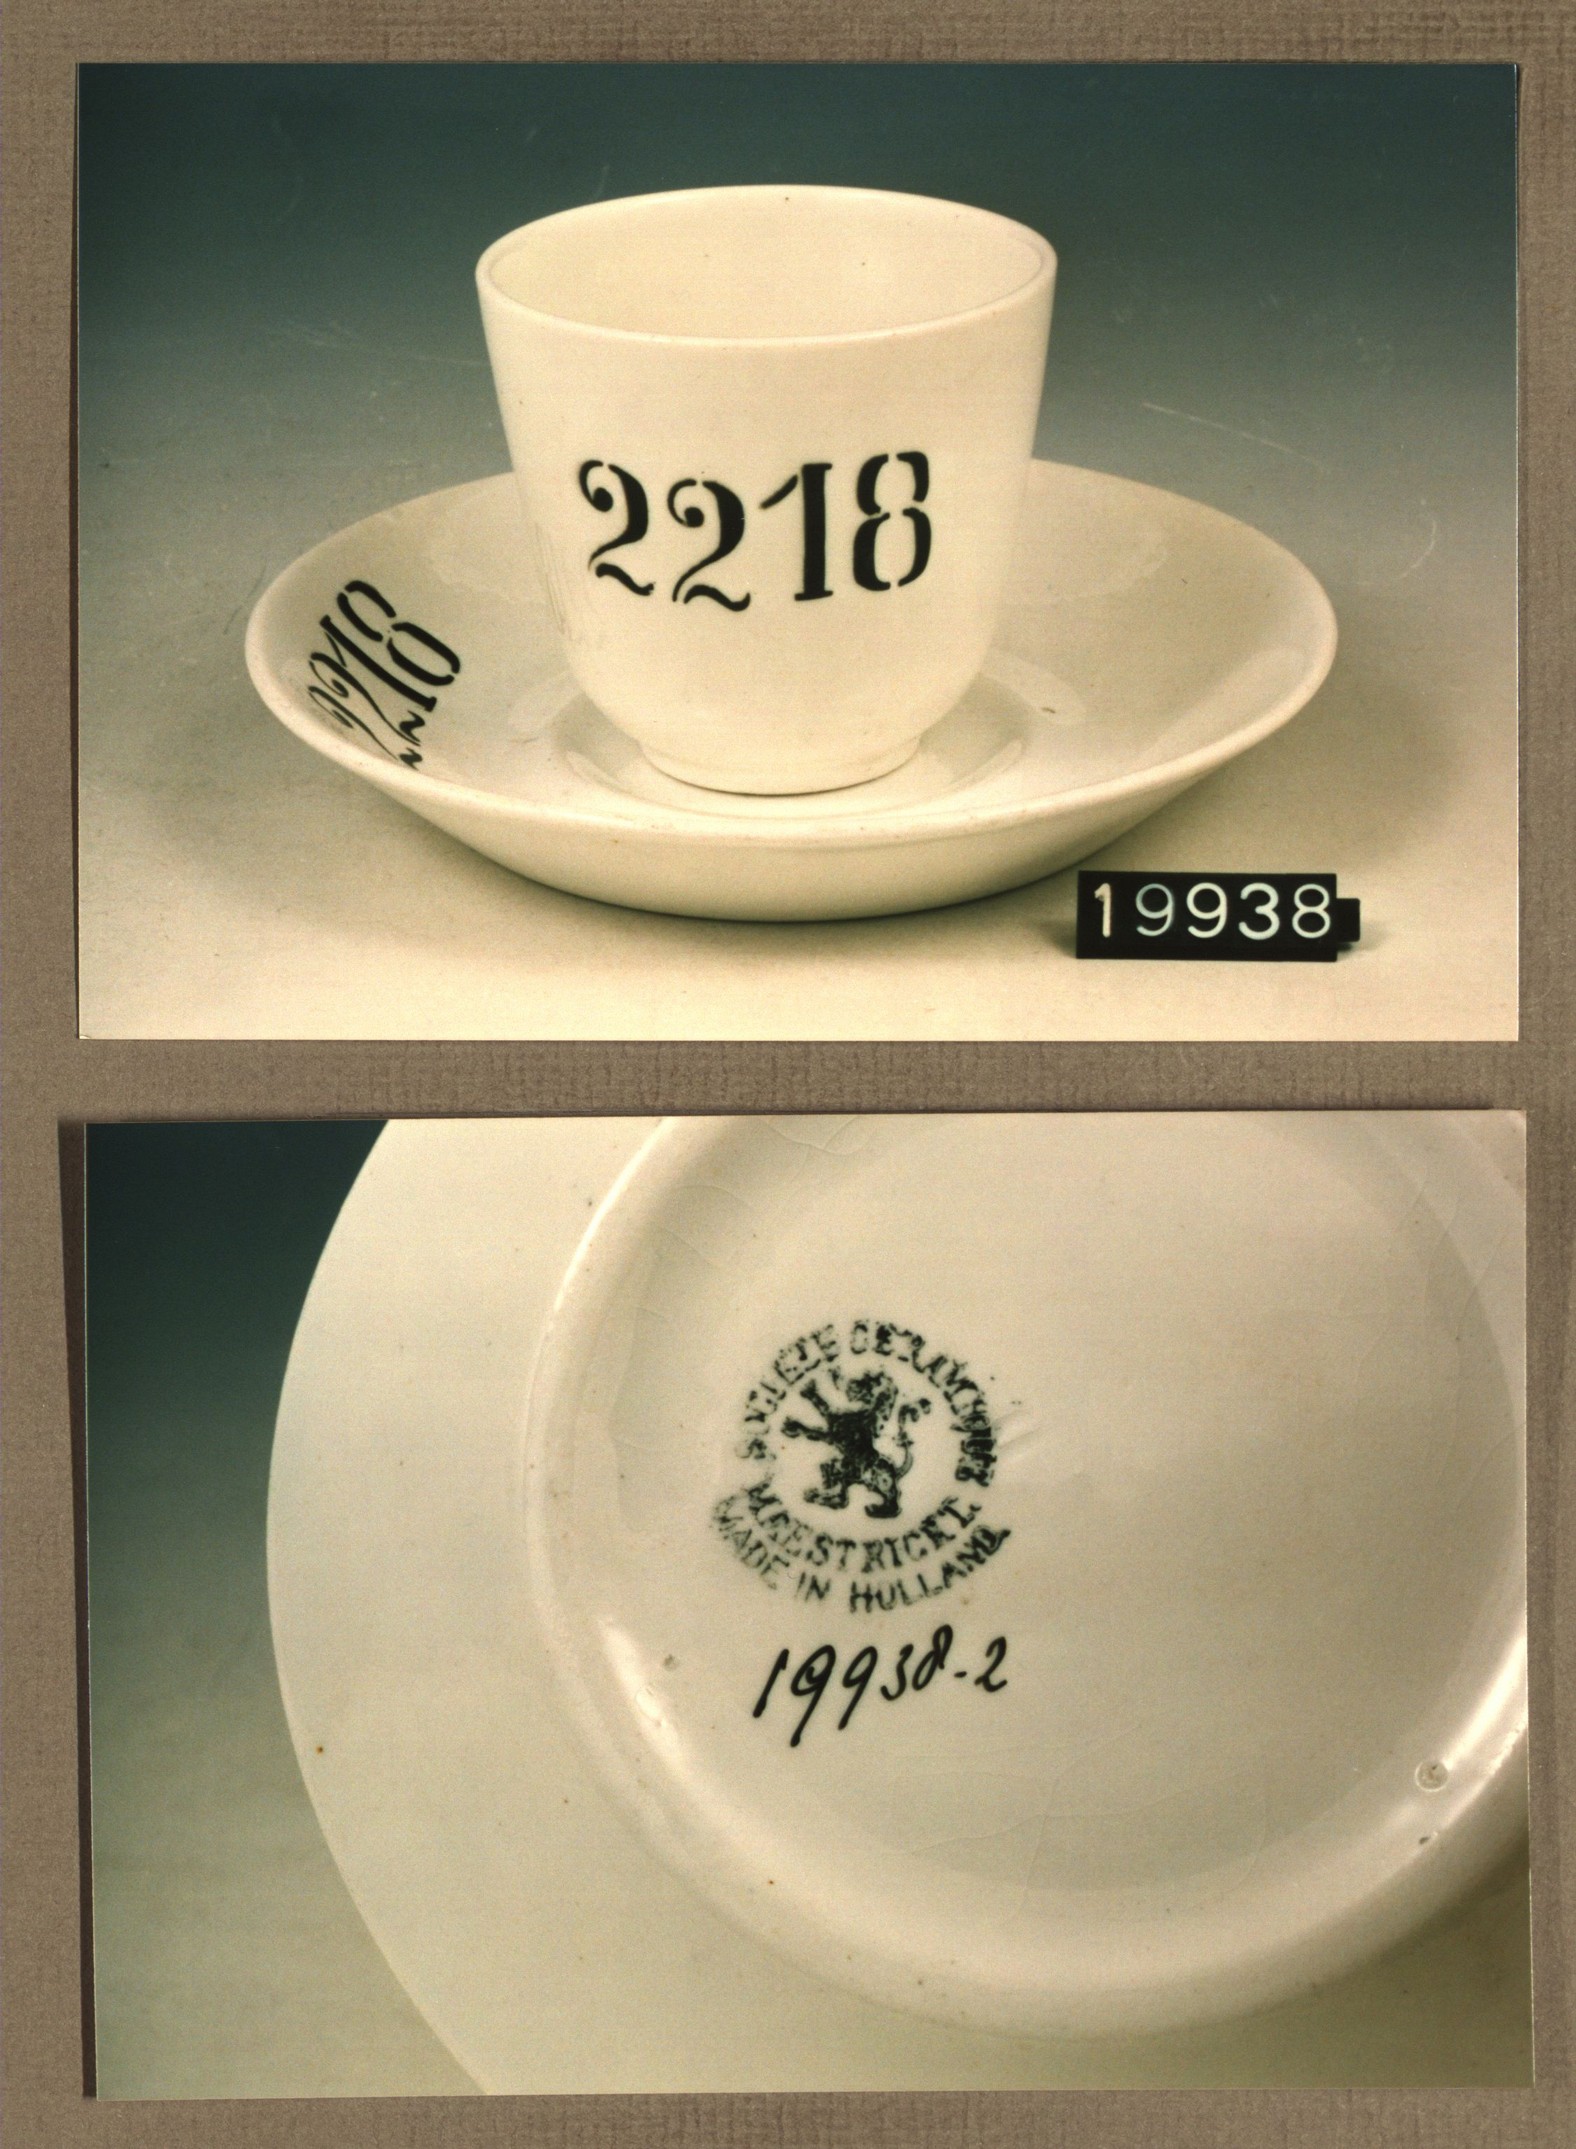 2218
2218
19938
SOCIETE CERAMIQUE
MAESTRICHT.
MADE IN HOLLAND
19938-2